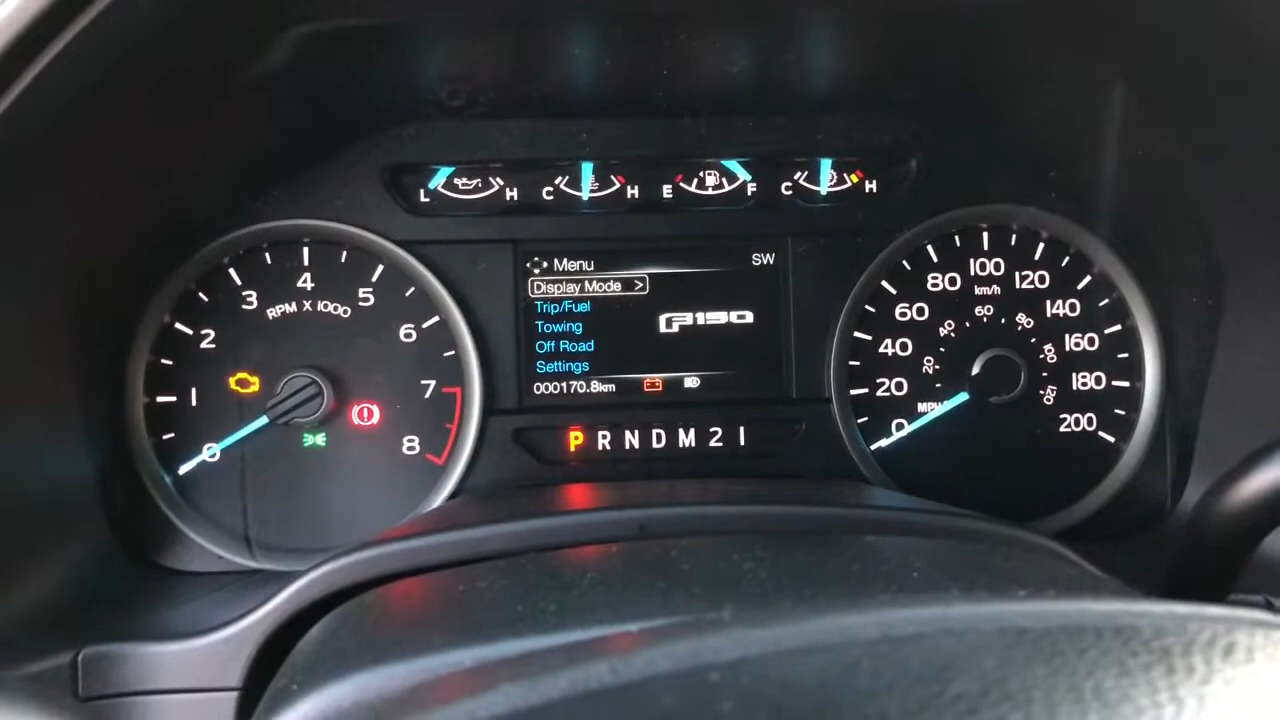 L H C H E F C H
Menu SW
Display Mode >
Trip/Fuel
Towing
Off Road
Settings
F150
000170.8km
P R N D M 2 1
0 1 2 3 4 5 6 7 8
RPM X 1000
0 20 40 60 80 100 120 140 160 180 200
km/h
20 40 60 80 100 120
MPH